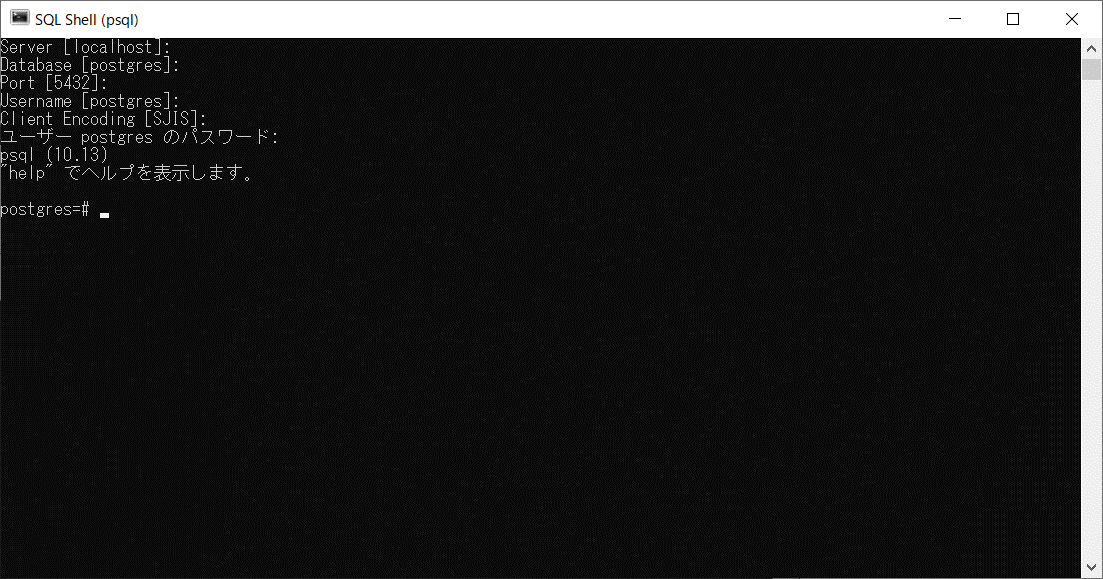 SQL Shell (psql)
Server [localhost]:
Database [postgres]:
Port [5432]:
Username [postgres]:
Client Encoding [SJIS]:
ユーザー postgres のパスワード:
psql (10.13)
"help" でヘルプを表示します。
postgres=#